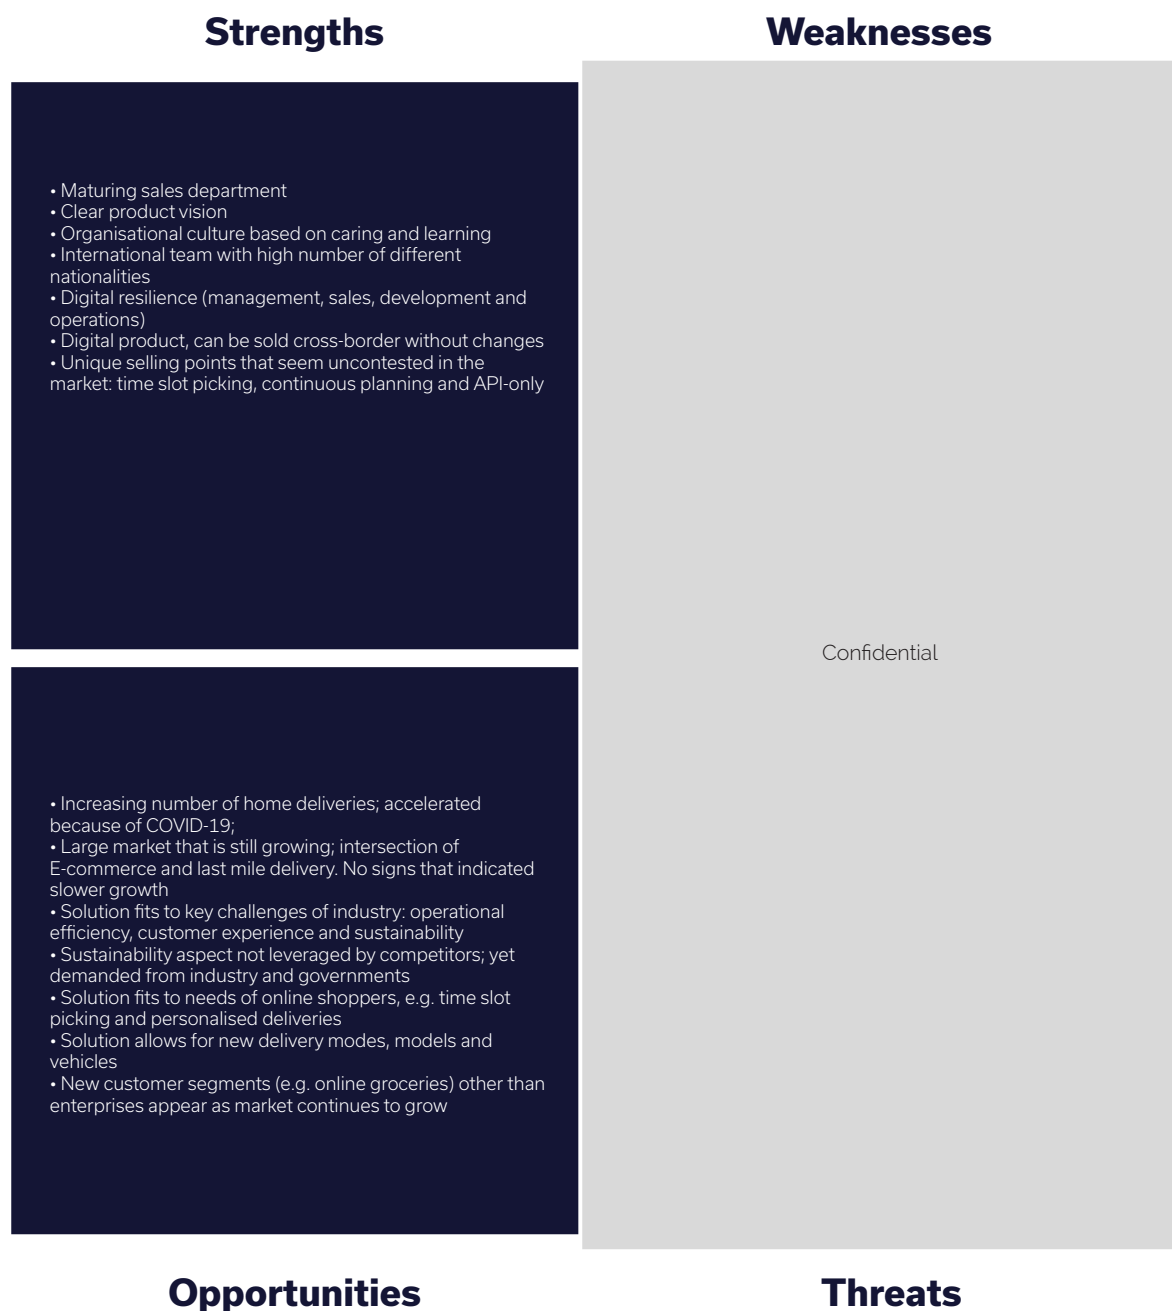 Strengths
Weaknesses
• Maturing sales department
• Clear product vision
• Organisational culture based on caring and learning
• International team with high number of different
nationalities
• Digital resilience (management, sales, development and
operations)
• Digital product, can be sold cross-border without changes
• Unique selling points that seem uncontested in the
market: time slot picking, continuous planning and API-only
Confidential
• Increasing number of home deliveries; accelerated
because of COVID-19;
• Large market that is still growing; intersection of
E-commerce and last mile delivery. No signs that indicated
slower growth
• Solution fits to key challenges of industry: operational
efficiency, customer experience and sustainability
• Sustainability aspect not leveraged by competitors; yet
demanded from industry and governments
• Solution fits to needs of online shoppers, e.g. time slot
picking and personalised deliveries
• Solution allows for new delivery modes, models and
vehicles
• New customer segments (e.g. online groceries) other than
enterprises appear as market continues to grow
Opportunities
Threats